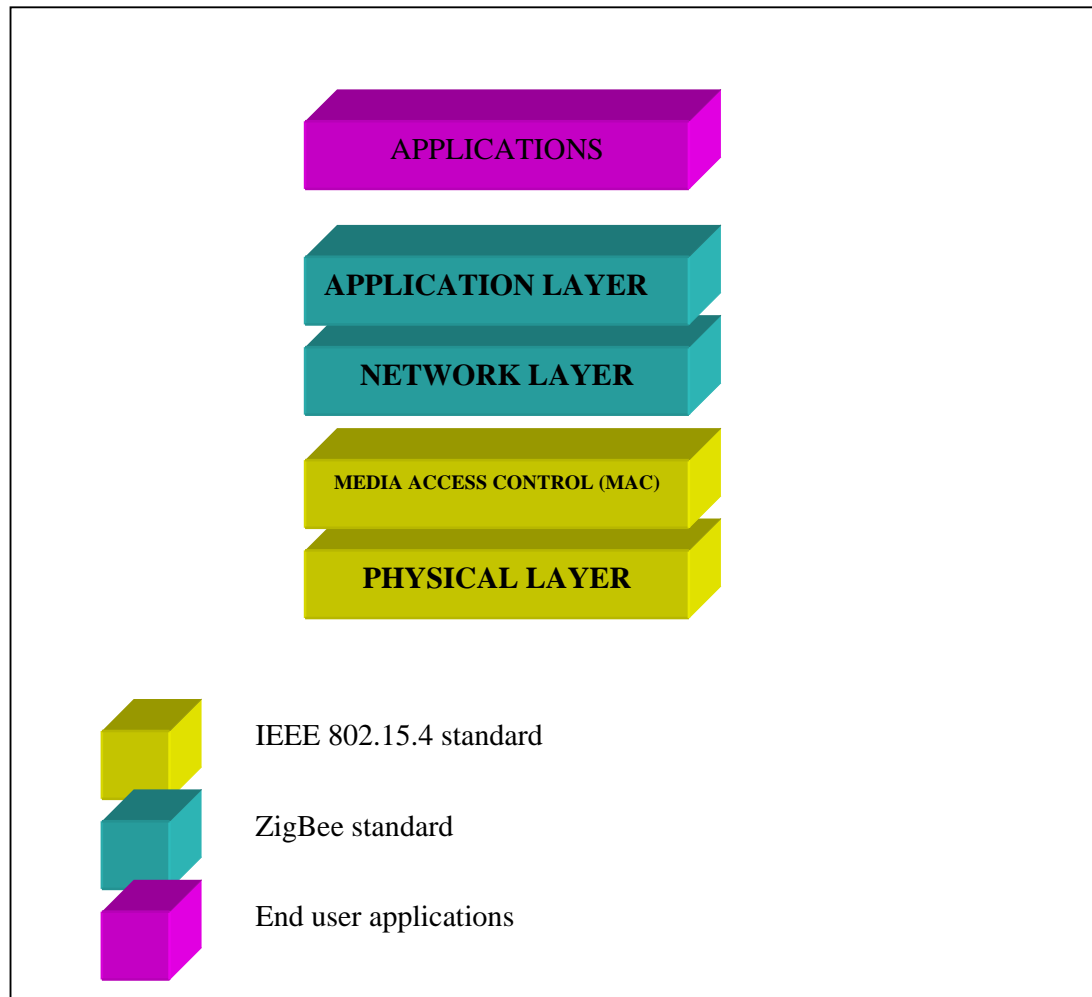 APPLICATIONS
APPLICATION LAYER
NETWORK LAYER
MEDIA ACCESS CONTROL (MAC)
PHYSICAL LAYER
IEEE 802.15.4 standard
ZigBee standard
End user applications